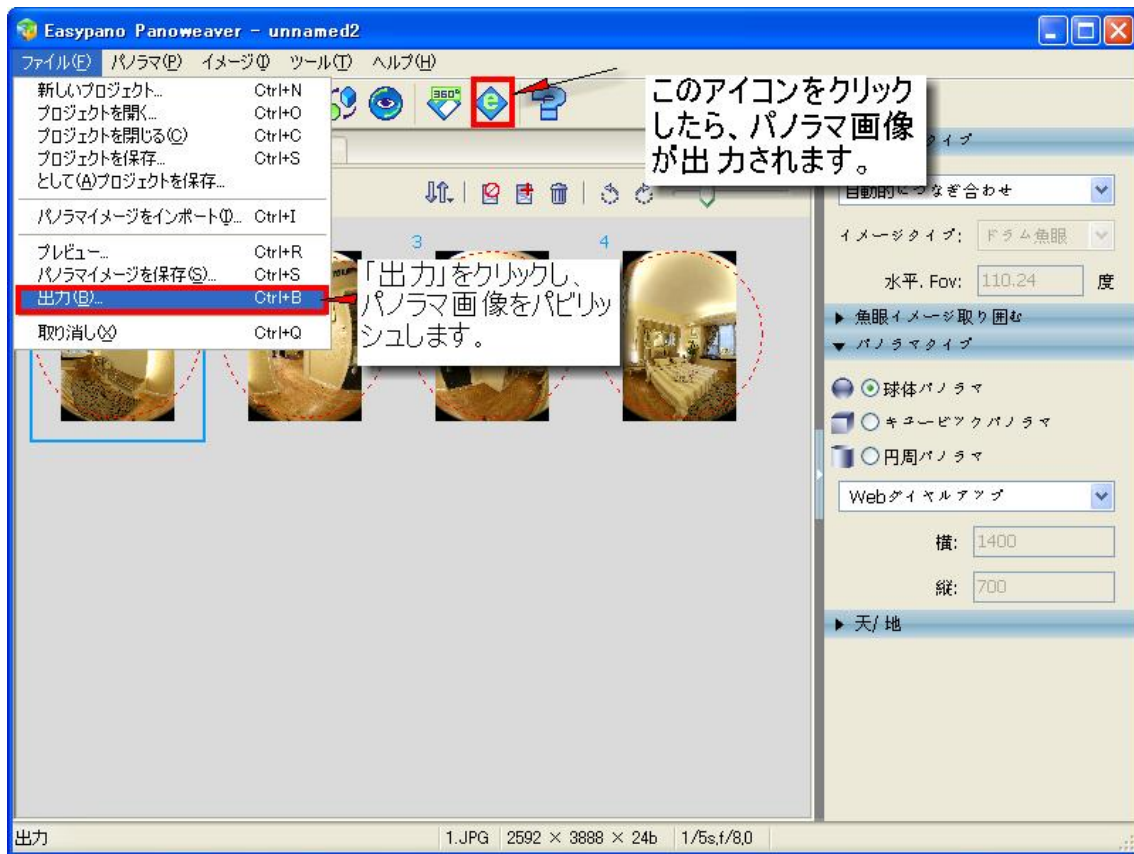 Easypano Panoweaver - unnamed2
ファイル(F) パノラマ(P) イメージ(I) ツール(T) ヘルプ(H)
新しいプロジェクト... Ctrl+N
プロジェクトを開く... Ctrl+O
プロジェクトを閉じる(C) Ctrl+C
プロジェクトを保存... Ctrl+S
として(A)プロジェクトを保存...
パノラマイメージをインポート(I)... Ctrl+I
プレビュー... Ctrl+R
パノラマイメージを保存(S)... Ctrl+S
出力(B)... Ctrl+B
取り消し(X) Ctrl+Q
360°
e
このアイコンをクリック
したら、パノラマ画像
が出力されます。
3
4
「出力」をクリックし、
パノラマ画像をパビリッ
シュします。
タイプ
自動的につなぎ合わせ
イメージタイプ: ドラム魚眼
水平. Fov: 110.24 度
魚眼イメージ取り囲む
パノラマタイプ
球体パノラマ
キュービックパノラマ
円周パノラマ
Webダイヤルアップ
横: 1400
縦: 700
天/地
出力
1.JPG 2592 × 3888 × 24b 1/5s,f/8,0